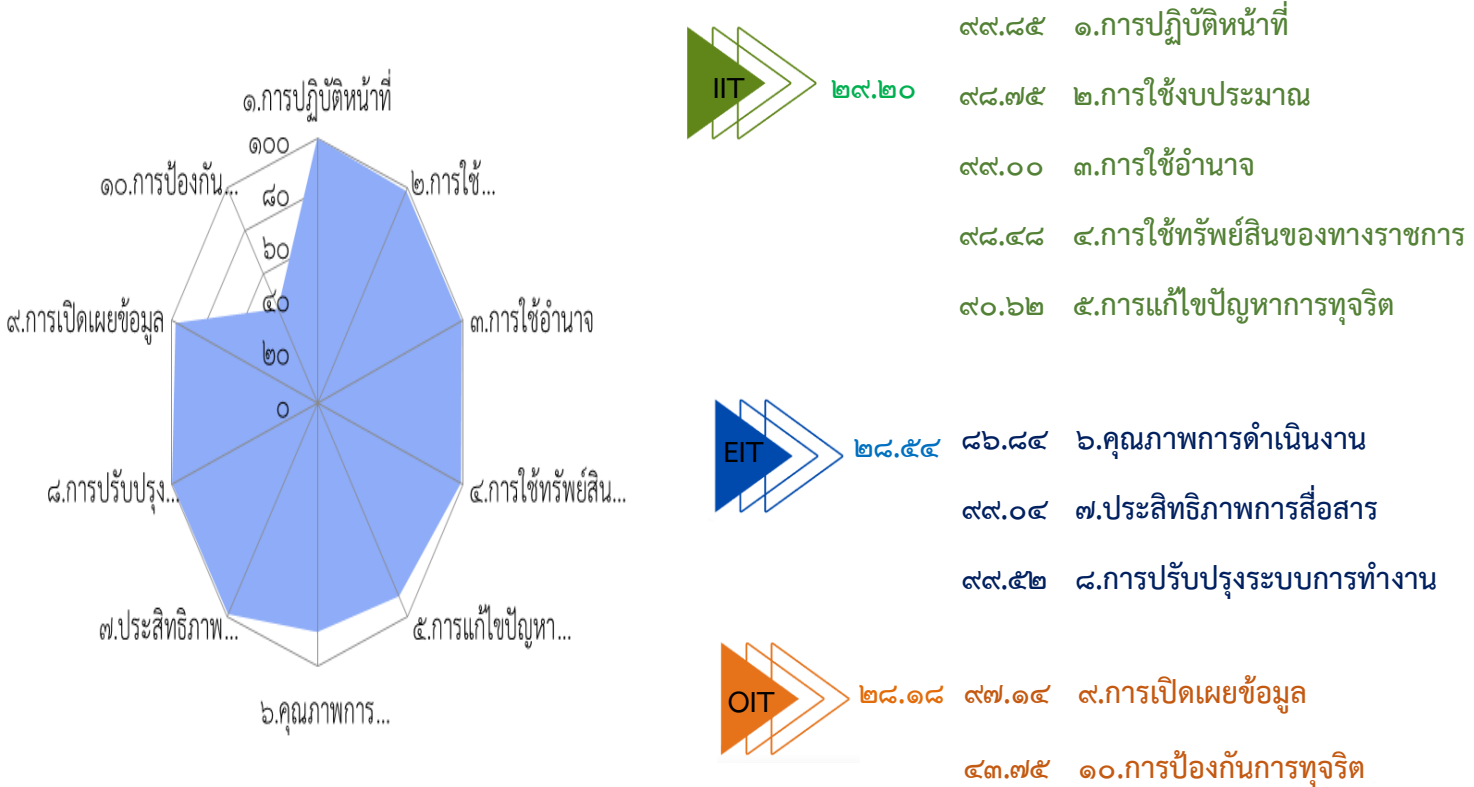 ๑.การปฏิบัติหน้าที่
๒.การใช้...
๓.การใช้อำนาจ
๔.การใช้ทรัพย์สิน...
๕.การแก้ไขปัญหา...
๖.คุณภาพการ...
๗.ประสิทธิภาพ...
๘.การปรับปรุง...
๙.การเปิดเผยข้อมูล
๑๐.การป้องกัน...
๑๐๐
๘๐
๖๐
๔๐
๒๐
๐
IIT ๒๙.๒๐
๙๙.๘๕ ๑.การปฏิบัติหน้าที่
๙๘.๗๕ ๒.การใช้งบประมาณ
๙๙.๐๐ ๓.การใช้อำนาจ
๙๘.๔๘ ๔.การใช้ทรัพย์สินของทางราชการ
๙๐.๖๒ ๕.การแก้ไขปัญหาการทุจริต
EIT ๒๘.๕๔
๘๖.๘๔ ๖.คุณภาพการดำเนินงาน
๙๙.๐๔ ๗.ประสิทธิภาพการสื่อสาร
๙๙.๕๒ ๘.การปรับปรุงระบบการทำงาน
OIT ๒๘.๑๘
๙๗.๑๔ ๙.การเปิดเผยข้อมูล
๔๓.๗๕ ๑๐.การป้องกันการทุจริต